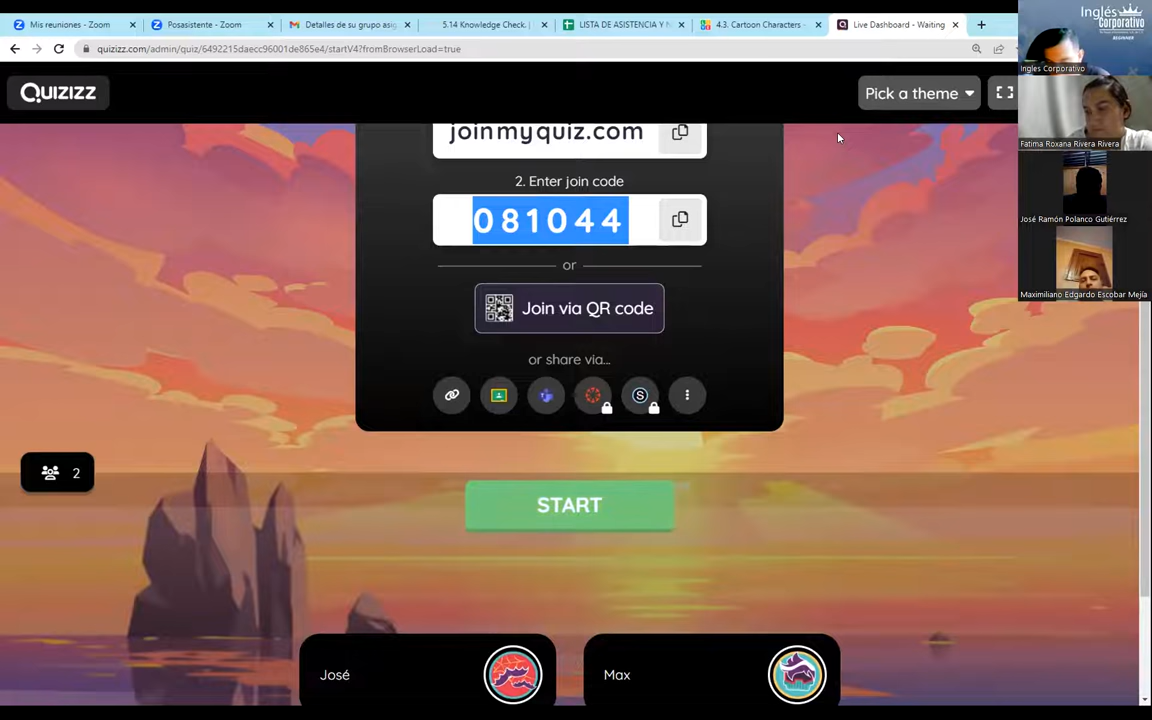 Mis reuniones - Zoom
Posasistente - Zoom
Detalles de su grupo asig
5.14 Knowledge Check.
LISTA DE ASISTENCIA Y
4.3. Cartoon Characters -
Live Dashboard - Waiting
quizizz.com/admin/quiz/6492215daecc96001de865e4/startV4?fromBrowserLoad=true
Inglés
Corporativo
BEGINNER
Ingles Corporativo
Quizizz
Pick a theme
Fatima Roxana Rivera Rivera
joinmyquiz.com
2. Enter join code
081044
José Ramón Polanco Gutiérrez
or
Maximiliano Edgardo Escobar Mejía
Join via QR code
or share via...
S
2
START
José
Max